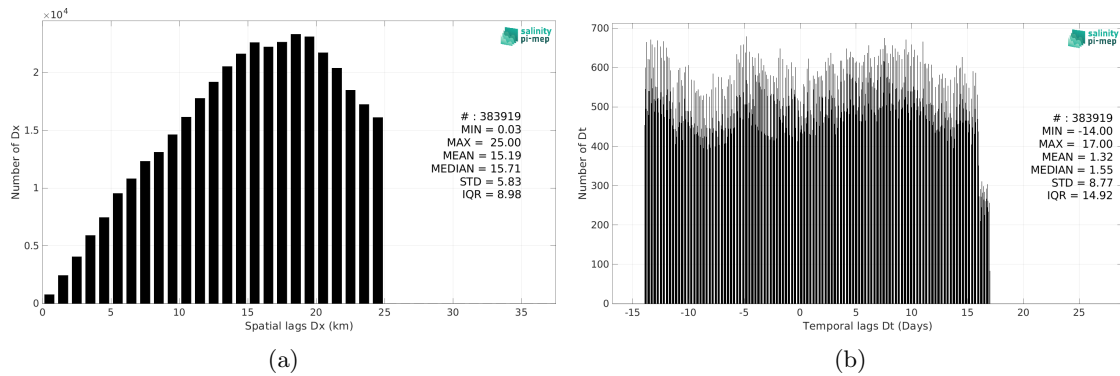 ×10⁴
salinity
pi-mep
2
1.5
1
0.5
0
Number of Dx
# : 383919
MIN = 0.03
MAX = 25.00
MEAN = 15.19
MEDIAN = 15.71
STD = 5.83
IQR = 8.98
0 5 10 15 20 25 30 35
Spatial lags Dx (km)
(a)
700
600
500
400
300
200
100
0
Number of Dt
salinity
pi-mep
# : 383919
MIN = -14.00
MAX = 17.00
MEAN = 1.32
MEDIAN = 1.55
STD = 8.77
IQR = 14.92
-15 -10 -5 0 5 10 15 20 25
Temporal lags Dt (Days)
(b)